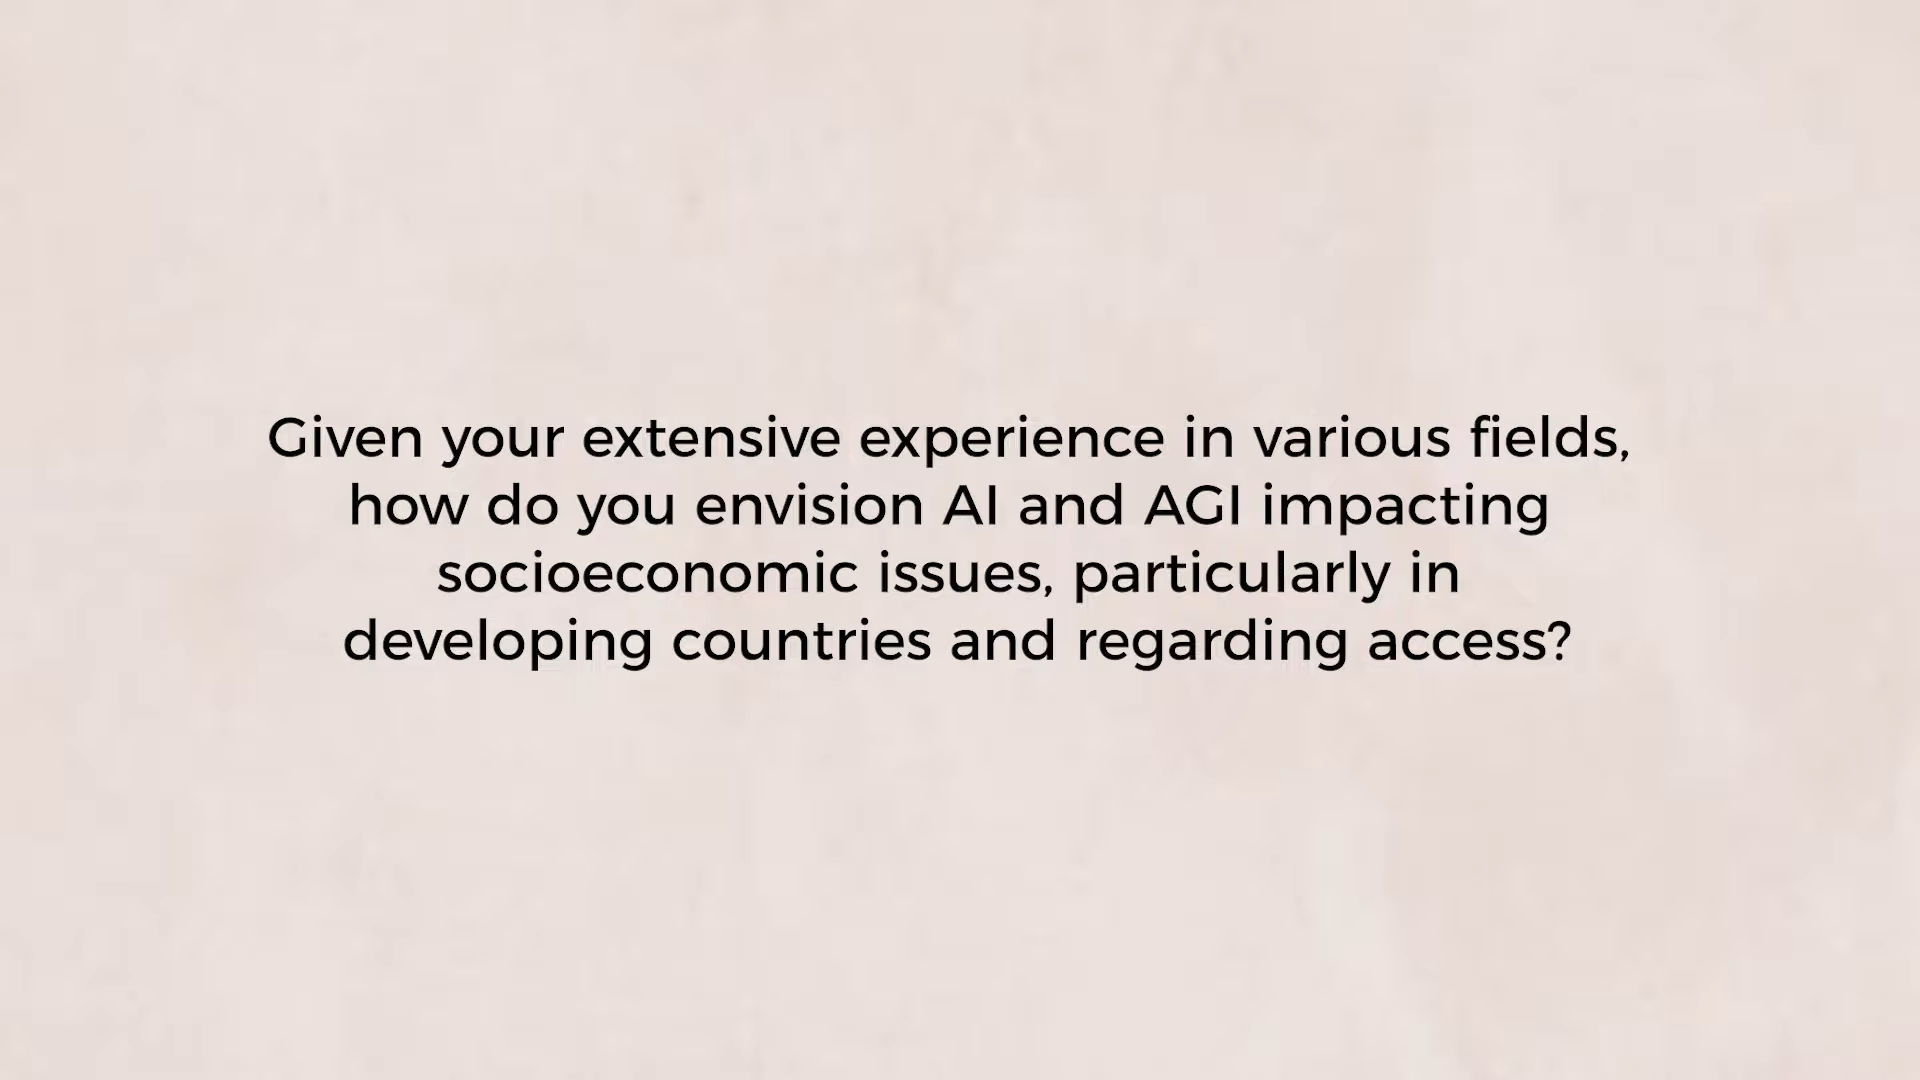 Given your extensive experience in various fields,
how do you envision AI and AGI impacting
socioeconomic issues, particularly in
developing countries and regarding access?